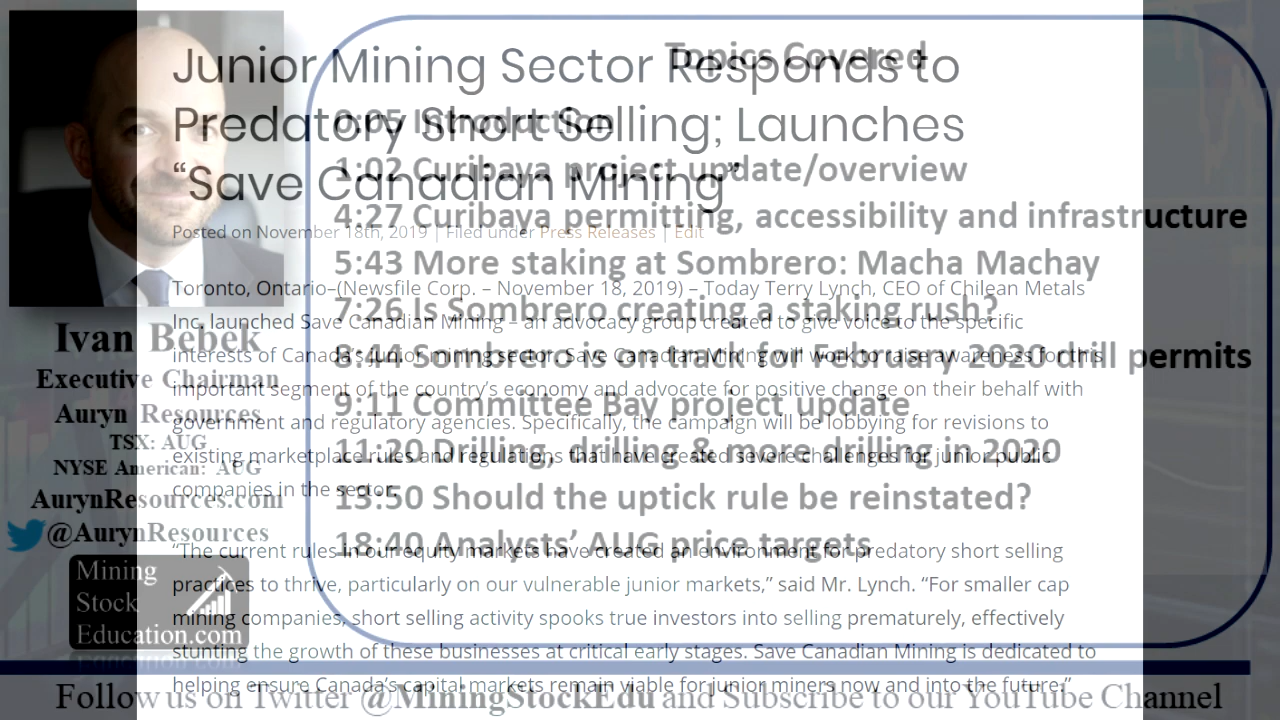 Junior Mining Sector Responds to
Predatory Short Selling; Launches
“Save Canadian Mining”
Posted on November 18th, 2019 | Filed under Press Releases | Edit
Toronto, Ontario–(Newsfile Corp. – November 18, 2019) – Today Terry Lynch, CEO of Chilean Metals
Inc, launched Save Canadian Mining – an advocacy group created to give voice to the specific
interests of Canada’s junior mining sector. Save Canadian Mining will work to raise awareness for this
important segment of the country’s economy and advocate for positive change on their behalf with
government and regulatory agencies. Specifically, the campaign will be lobbying for revisions to
existing marketplace rules and regulations that have created severe challenges for junior public
companies in the sector.
“The current rules in our equity markets have created an environment for predatory short selling
practices to thrive, particularly on our vulnerable junior markets,” said Mr. Lynch. “For smaller cap
mining companies, short selling activity spooks true investors into selling prematurely, effectively
stunting the growth of these businesses at critical early stages. Save Canadian Mining is dedicated to
helping ensure Canada’s capital markets remain viable for junior miners now and into the future.”
Topics Covered
0:05 Introduction
1:02 Curibaya project update/overview
4:27 Curibaya permitting, accessibility and infrastructure
5:43 More staking at Sombrero: Macha Machay
7:26 Is Sombrero creating a staking rush?
8:44 Sombrero is on track for February 2020 drill permits
9:11 Committee Bay project update
11:20 Drilling, drilling & more drilling in 2020
13:50 Should the uptick rule be reinstated?
18:40 Analysts’ AUG price targets
Ivan Bebek
Executive Chairman
Auryn Resources
TSX: AUG
NYSE American: AUG
AurynResources.com
@AurynResources
Mining
Stock
Education.com
Follow us on Twitter @MiningStockEdu and Subscribe to our YouTube Channel